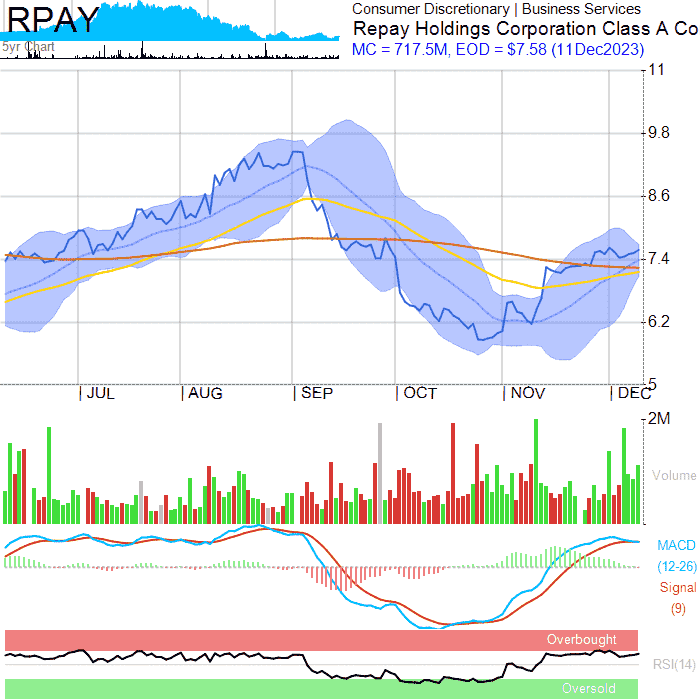 RPAY
5yr Chart
Consumer Discretionary | Business Services
Repay Holdings Corporation Class A Co
MC = 717.5M, EOD = $7.58 (11Dec2023)
11
9.8
8.6
7.4
6.2
5
JUL AUG SEP OCT NOV DEC
2M
Volume
MACD
(12-26)
Signal
(9)
Overbought
RSI(14)
Oversold